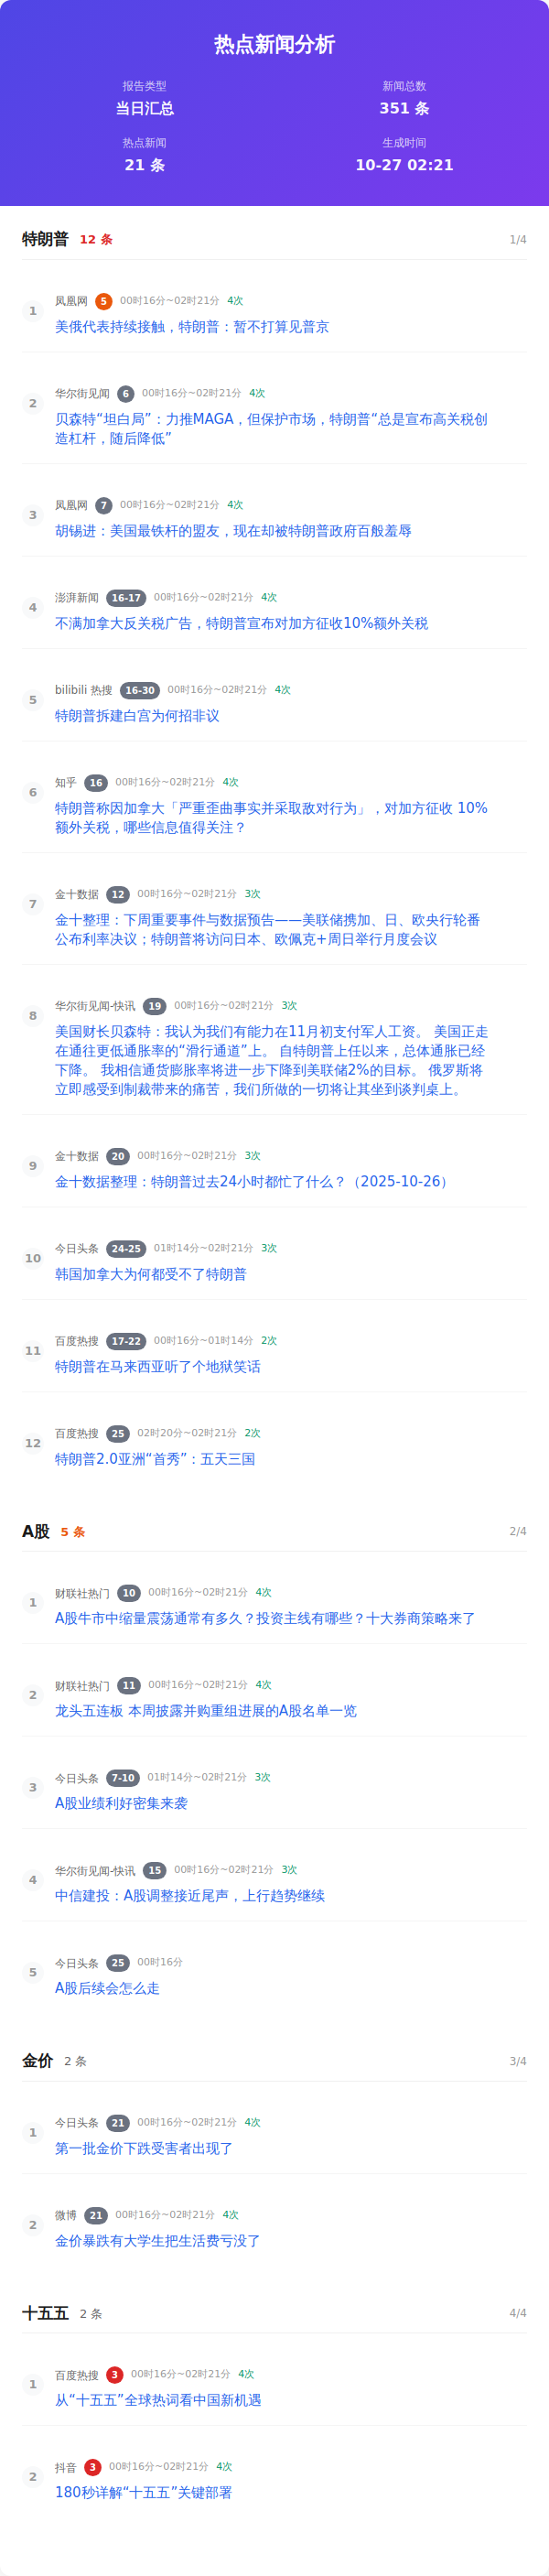 热点新闻分析
报告类型
新闻总数
当日汇总
351 条
热点新闻
生成时间
21 条
10-27 02:21
特朗普 12 条 1/4
1
凤凰网 5 00时16分~02时21分 4次
美俄代表持续接触，特朗普：暂不打算见普京
2
华尔街见闻 6 00时16分~02时21分 4次
贝森特“坦白局”：力推MAGA，但保护市场，特朗普“总是宣布高关税创
造杠杆，随后降低”
3
凤凰网 7 00时16分~02时21分 4次
胡锡进：美国最铁杆的盟友，现在却被特朗普政府百般羞辱
4
澎湃新闻 16-17 00时16分~02时21分 4次
不满加拿大反关税广告，特朗普宣布对加方征收10%额外关税
5
bilibili 热搜 16-30 00时16分~02时21分 4次
特朗普拆建白宫为何招非议
6
知乎 16 00时16分~02时21分 4次
特朗普称因加拿大「严重歪曲事实并采取敌对行为」，对加方征收 10%
额外关税，哪些信息值得关注？
7
金十数据 12 00时16分~02时21分 3次
金十整理：下周重要事件与数据预告——美联储携加、日、欧央行轮番
公布利率决议；特朗普将访问日本、欧佩克+周日举行月度会议
8
华尔街见闻-快讯 19 00时16分~02时21分 3次
美国财长贝森特：我认为我们有能力在11月初支付军人工资。 美国正走
在通往更低通胀率的“滑行通道”上。 自特朗普上任以来，总体通胀已经
下降。 我相信通货膨胀率将进一步下降到美联储2%的目标。 俄罗斯将
立即感受到制裁带来的痛苦，我们所做的一切将让其坐到谈判桌上。
9
金十数据 20 00时16分~02时21分 3次
金十数据整理：特朗普过去24小时都忙了什么？（2025-10-26）
10
今日头条 24-25 01时14分~02时21分 3次
韩国加拿大为何都受不了特朗普
11
百度热搜 17-22 00时16分~01时14分 2次
特朗普在马来西亚听了个地狱笑话
12
百度热搜 25 02时20分~02时21分 2次
特朗普2.0亚洲“首秀”：五天三国
A股 5 条 2/4
1
财联社热门 10 00时16分~02时21分 4次
A股牛市中缩量震荡通常有多久？投资主线有哪些？十大券商策略来了
2
财联社热门 11 00时16分~02时21分 4次
龙头五连板 本周披露并购重组进展的A股名单一览
3
今日头条 7-10 01时14分~02时21分 3次
A股业绩利好密集来袭
4
华尔街见闻-快讯 15 00时16分~02时21分 3次
中信建投：A股调整接近尾声，上行趋势继续
5
今日头条 25 00时16分
A股后续会怎么走
金价 2 条 3/4
1
今日头条 21 00时16分~02时21分 4次
第一批金价下跌受害者出现了
2
微博 21 00时16分~02时21分 4次
金价暴跌有大学生把生活费亏没了
十五五 2 条 4/4
1
百度热搜 3 00时16分~02时21分 4次
从“十五五”全球热词看中国新机遇
2
抖音 3 00时16分~02时21分 4次
180秒详解“十五五”关键部署